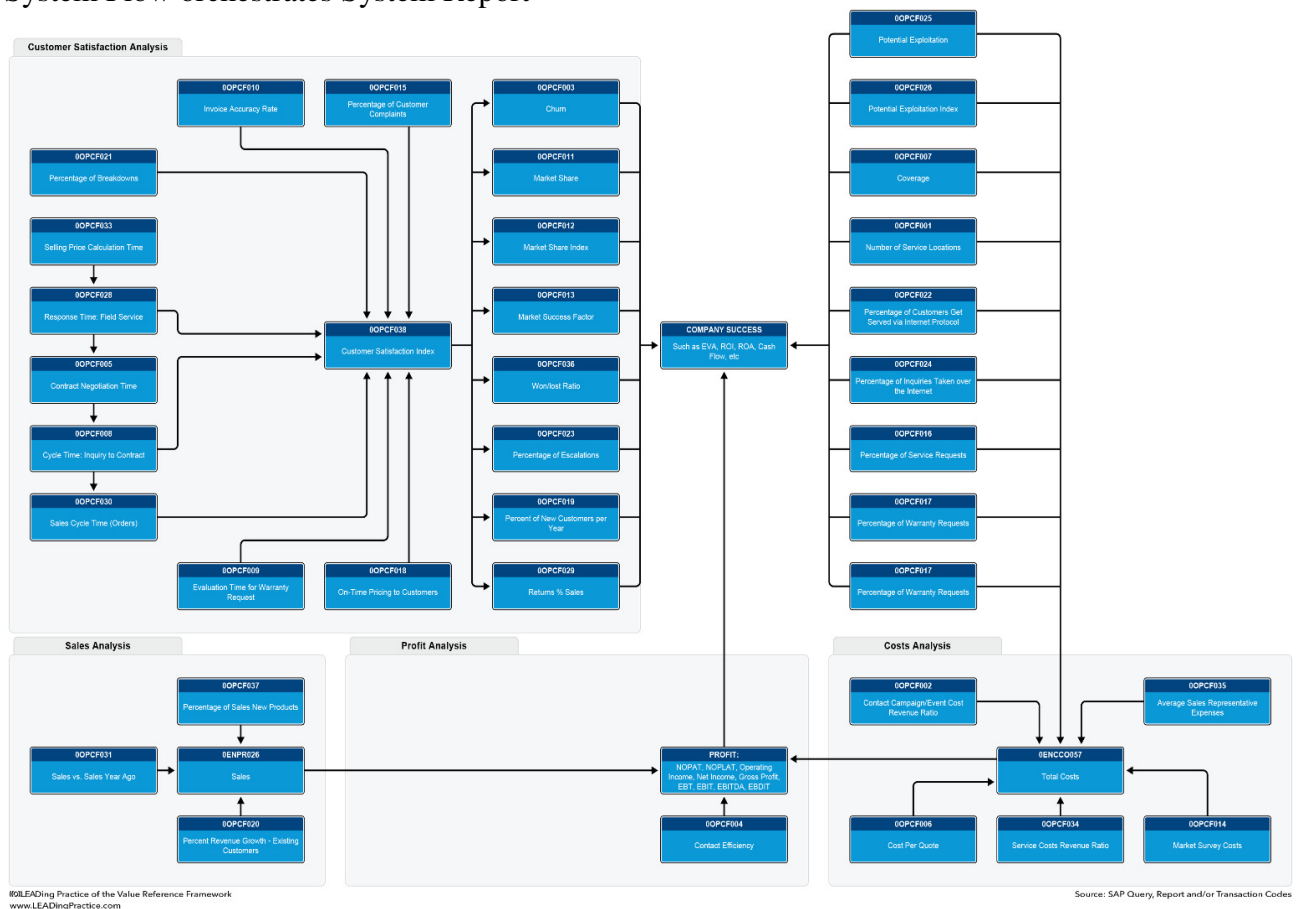 System Flow orchestrates System Report
Customer Satisfaction Analysis
0OPCF010
Invoice Accuracy Rate
0OPCF015
Percentage of Customer
Complaints
0OPCF021
Percentage of Breakdowns
0OPCF033
Selling Price Calculation Time
0OPCF028
Response Time: Field Service
0OPCF005
Contract Negotiation Time
0OPCF008
Cycle Time: Inquiry to Contract
0OPCF030
Sales Cycle Time (Orders)
0OPCF009
Evaluation Time for Warranty
Request
0OPCF018
On-Time Pricing to Customers
0OPCF038
Customer Satisfaction Index
0OPCF003
Churn
0OPCF011
Market Share
0OPCF012
Market Share Index
0OPCF013
Market Success Factor
0OPCF036
Won/lost Ratio
0OPCF023
Percentage of Escalations
0OPCF019
Percent of New Customers per
Year
0OPCF029
Returns % Sales
COMPANY SUCCESS
Such as EVA, ROI, ROA, Cash
Flow, etc
0OPCF025
Potential Exploitation
0OPCF026
Potential Exploitation Index
0OPCF007
Coverage
0OPCF001
Number of Service Locations
0OPCF022
Percentage of Customers Get
Served via Internet Protocol
0OPCF024
Percentage of Inquiries Taken over
the Internet
0OPCF016
Percentage of Service Requests
0OPCF017
Percentage of Warranty Requests
0OPCF017
Percentage of Warranty Requests
Sales Analysis
0OPCF037
Percentage of Sales New Products
0OPCF031
Sales vs. Sales Year Ago
0ENPR026
Sales
0OPCF020
Percent Revenue Growth - Existing
Customers
Profit Analysis
PROFIT:
NOPAT, NOPLAT, Operating
Income, Net Income, Gross Profit,
EBT, EBIT, EBITDA, EBDIT
0OPCF004
Contact Efficiency
Costs Analysis
0OPCF002
Contact Campaign/Event Cost
Revenue Ratio
0OPCF035
Average Sales Representative
Expenses
0ENCCO057
Total Costs
0OPCF006
Cost Per Quote
0OPCF034
Service Costs Revenue Ratio
0OPCF014
Market Survey Costs
LEADing Practice of the Value Reference Framework
www.LEADingPractice.com
Source: SAP Query, Report and/or Transaction Codes